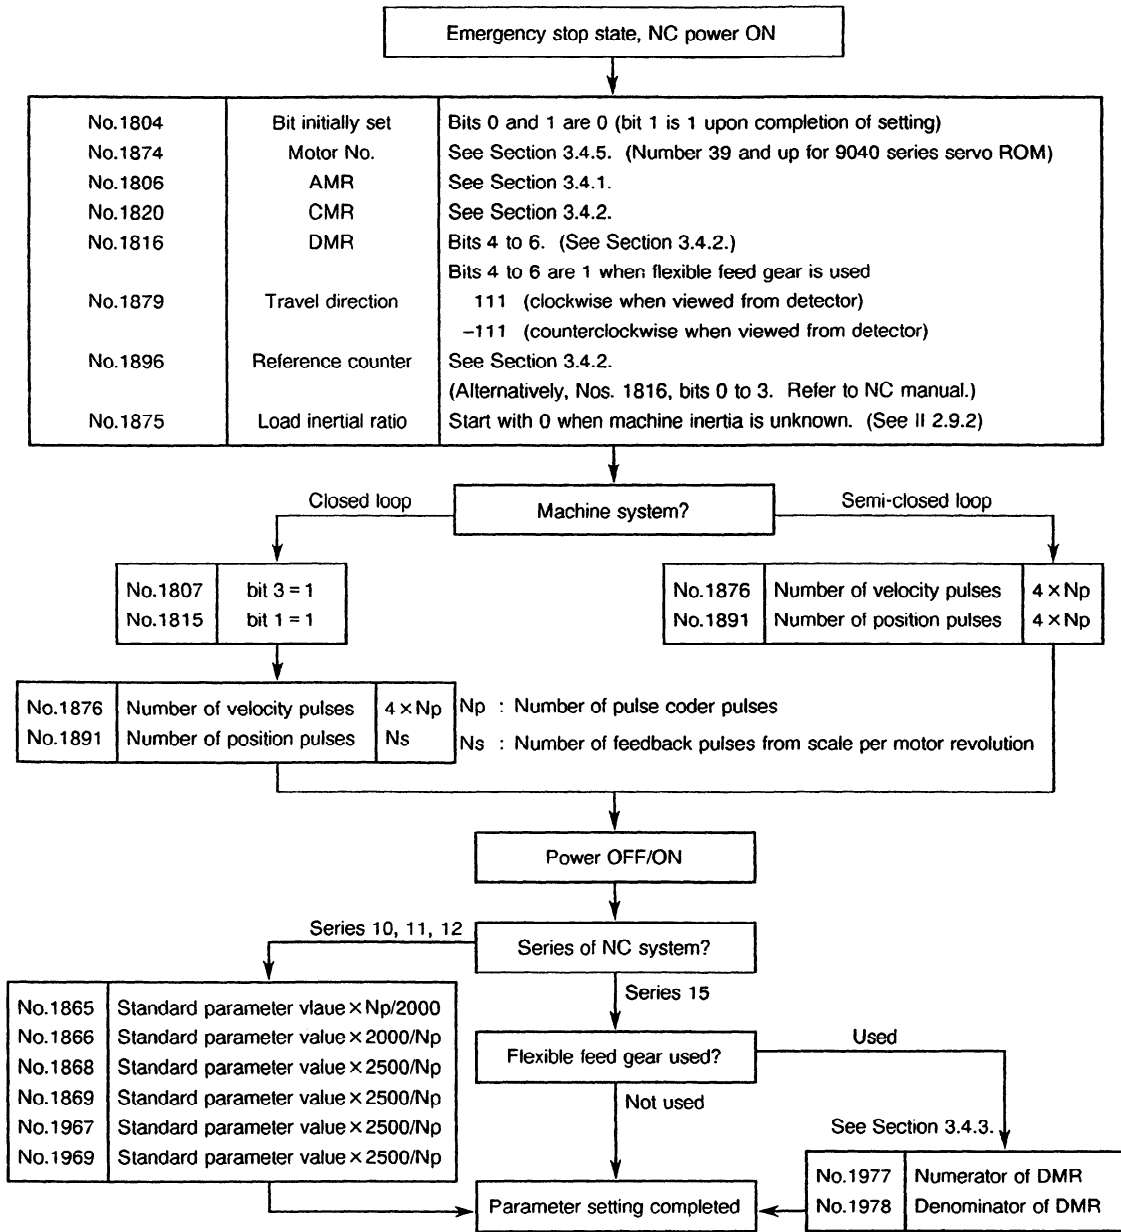 Emergency stop state, NC power ON
No.1804 Bit initially set Bits 0 and 1 are 0 (bit 1 is 1 upon completion of setting)
No.1874 Motor No. See Section 3.4.5. (Number 39 and up for 9040 series servo ROM)
No.1806 AMR See Section 3.4.1.
No.1820 CMR See Section 3.4.2.
No.1816 DMR Bits 4 to 6. (See Section 3.4.2.)
Bits 4 to 6 are 1 when flexible feed gear is used
No.1879 Travel direction 111 (clockwise when viewed from detector)
–111 (counterclockwise when viewed from detector)
No.1896 Reference counter See Section 3.4.2.
(Alternatively, Nos. 1816, bits 0 to 3. Refer to NC manual.)
No.1875 Load inertial ratio Start with 0 when machine inertia is unknown. (See II 2.9.2)
Closed loop
Machine system?
Semi-closed loop
No.1807 bit 3 = 1
No.1815 bit 1 = 1
No.1876 Number of velocity pulses 4 × Np
No.1891 Number of position pulses 4 × Np
No.1876 Number of velocity pulses 4 × Np
No.1891 Number of position pulses Ns
Np : Number of pulse coder pulses
Ns : Number of feedback pulses from scale per motor revolution
Power OFF/ON
Series 10, 11, 12
Series of NC system?
Series 15
No.1865 Standard parameter vlaue × Np/2000
No.1866 Standard parameter value × 2000/Np
No.1868 Standard parameter value × 2500/Np
No.1869 Standard parameter value × 2500/Np
No.1967 Standard parameter value × 2500/Np
No.1969 Standard parameter value × 2500/Np
Flexible feed gear used?
Used
Not used
See Section 3.4.3.
No.1977 Numerator of DMR
No.1978 Denominator of DMR
Parameter setting completed